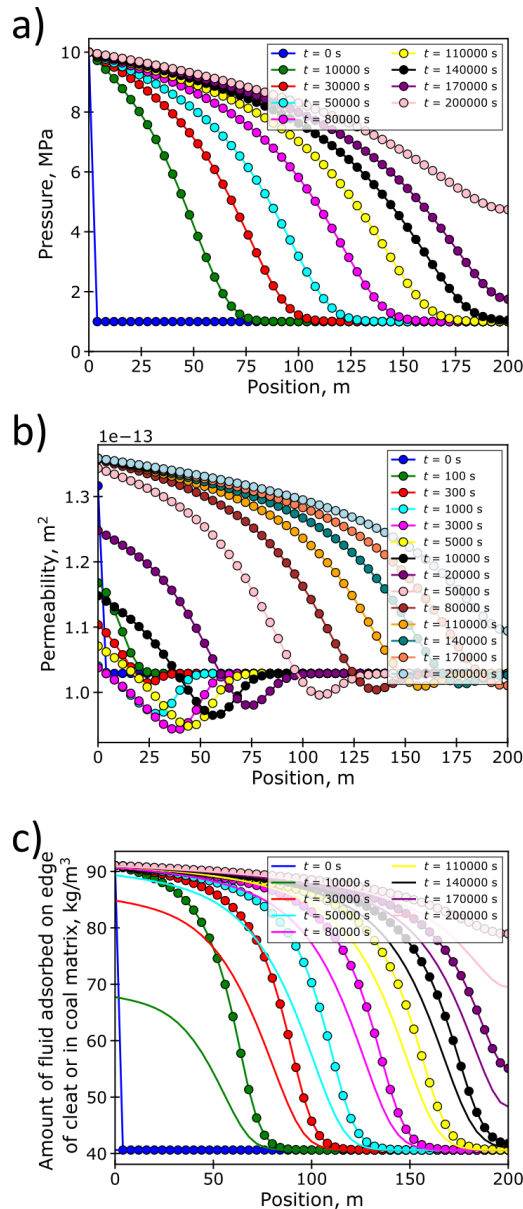 a)
10
8
6
4
2
1
0
Pressure, MPa
t = 0 s
t = 10000 s
t = 30000 s
t = 50000 s
t = 80000 s
t = 110000 s
t = 140000 s
t = 170000 s
t = 200000 s
0 25 50 75 100 125 150 175 200
Position, m
b)
1e−13
1.3
1.2
1.1
1.0
Permeability, m²
t = 0 s
t = 100 s
t = 300 s
t = 1000 s
t = 3000 s
t = 5000 s
t = 10000 s
t = 20000 s
t = 50000 s
t = 80000 s
t = 110000 s
t = 140000 s
t = 170000 s
t = 200000 s
0 25 50 75 100 125 150 175 200
Position, m
c)
90
80
70
60
50
40
Amount of fluid adsorbed on edge
of cleat or in coal matrix, kg/m³
t = 0 s
t = 10000 s
t = 30000 s
t = 50000 s
t = 80000 s
t = 110000 s
t = 140000 s
t = 170000 s
t = 200000 s
0 50 100 150 200
Position, m